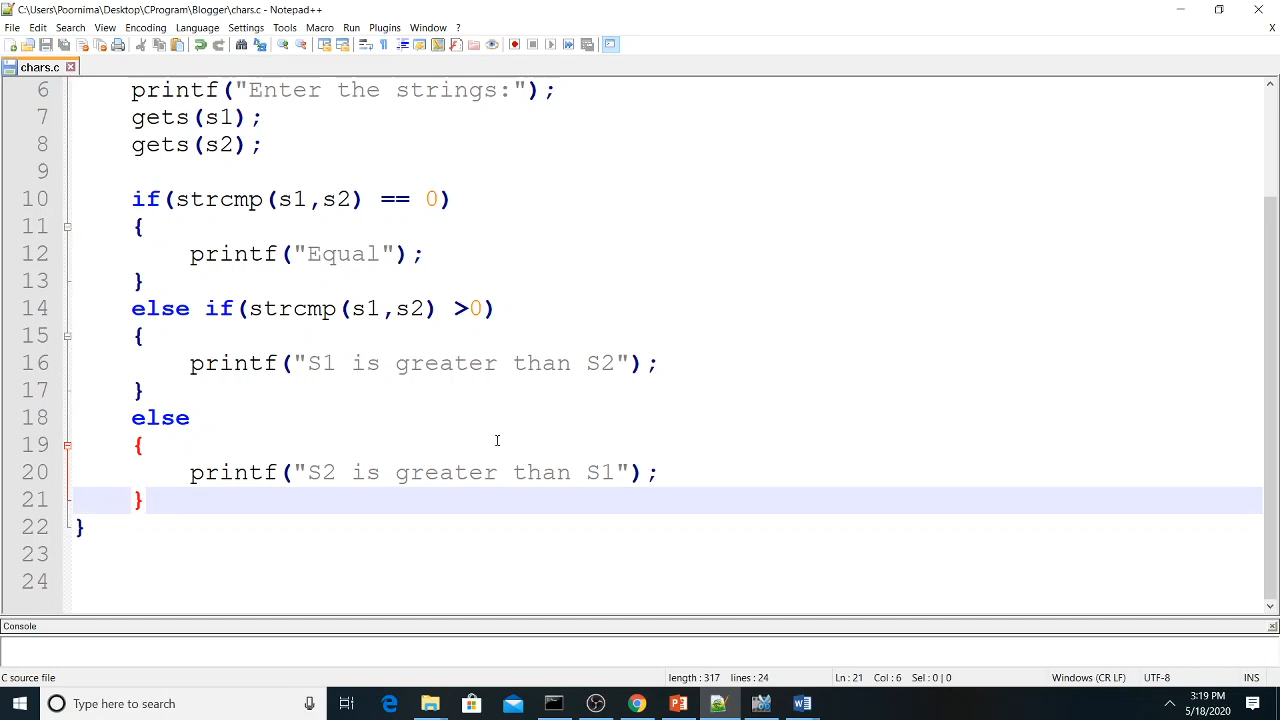 C:\Users\Poornima\Desktop\CProgram\Blogger\chars.c - Notepad++
File Edit Search View Encoding Language Settings Tools Macro Run Plugins Window ? X
chars.c
6 printf("Enter the strings:");
7 gets(s1);
8 gets(s2);
9
10 if(strcmp(s1,s2) == 0)
11 {
12 printf("Equal");
13 }
14 else if(strcmp(s1,s2) >0)
15 {
16 printf("S1 is greater than S2");
17 }
18 else
19 {
20 printf("S2 is greater than S1");
21 }
22 }
23
24
Console
C source file length : 317 lines : 24 Ln : 21 Col : 6 Sel : 0 | 0 Windows (CR LF) UTF-8 INS
Type here to search
3:19 PM
5/18/2020